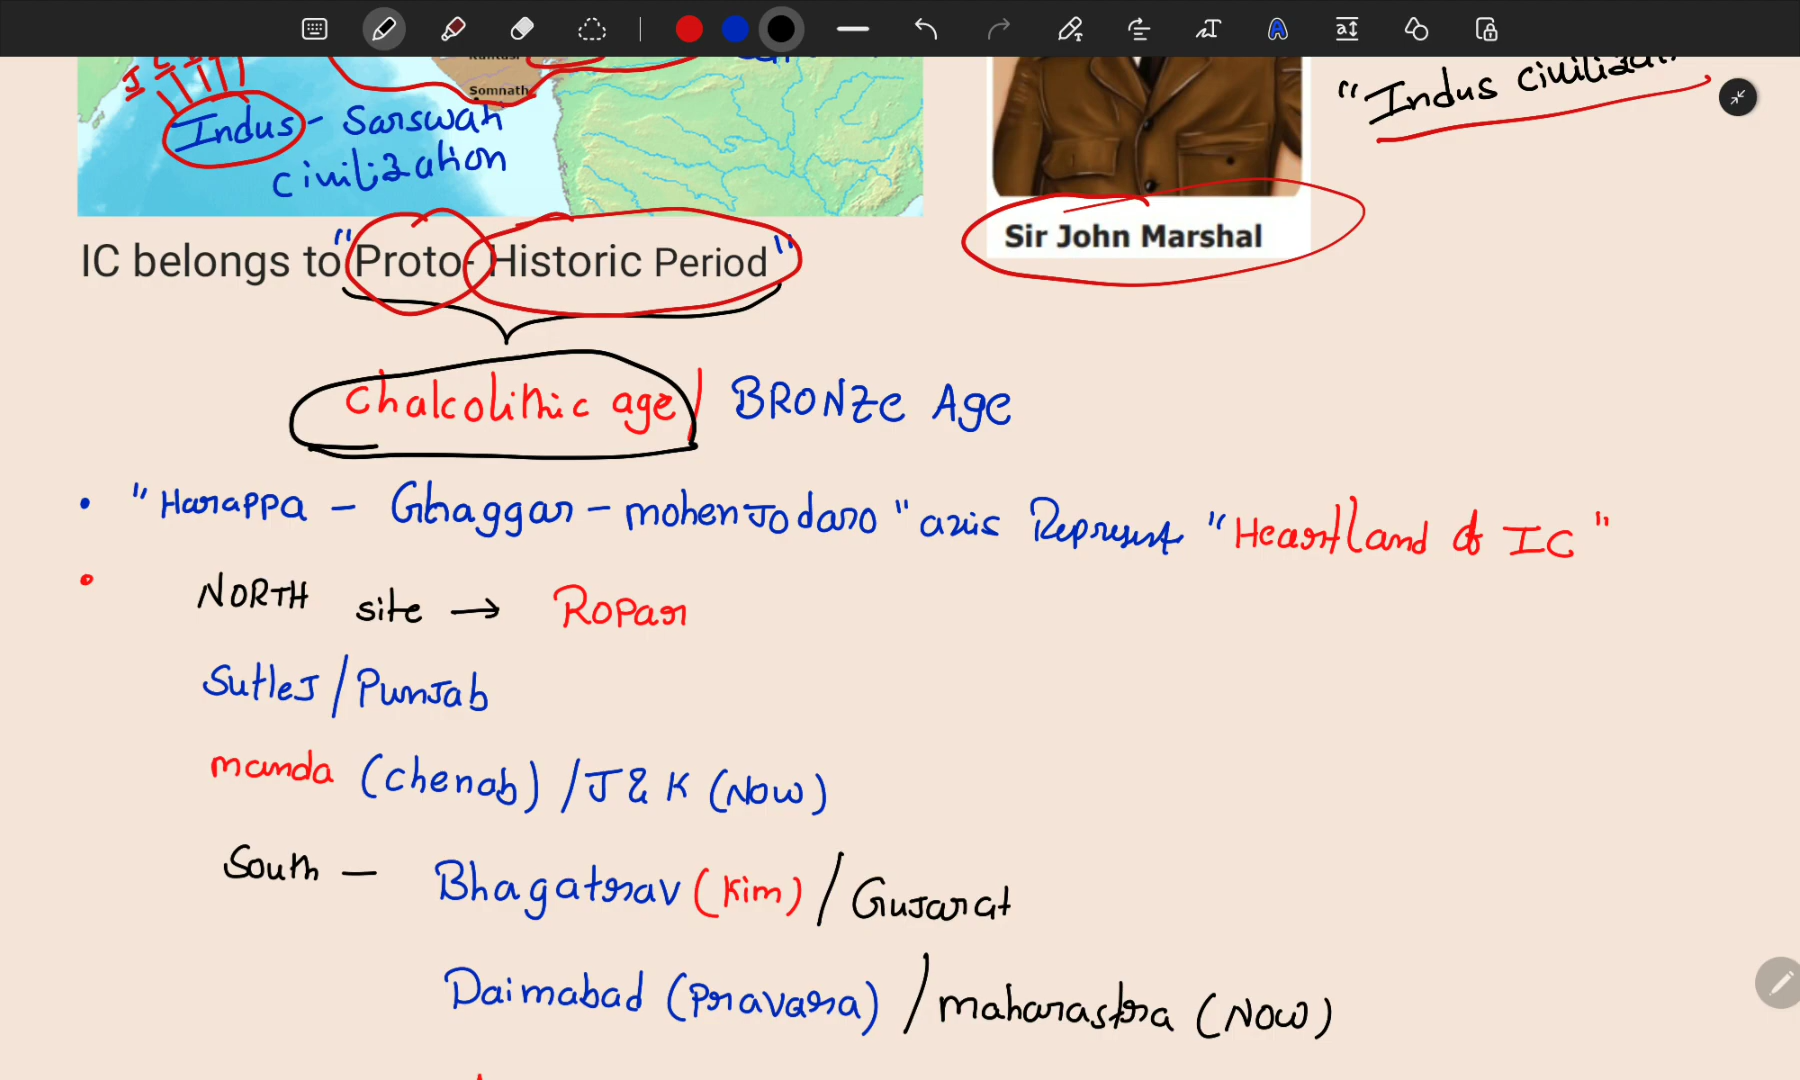 Somnath
Indus - Sarswati
civilization
"Indus civiliza
Sir John Marshal
IC belongs to "Proto- Historic Period"
Chalcolithic age / BRONZE AGE
• "Harappa - Ghaggar - mohenJodaro" axis Represent "Heartland of IC"
• NORTH site → Ropar
SutleJ / PunJab
manda (chenab) / J & K (Now)
South - Bhagatrav (Kim) / GuJarat
Daimabad (Pravara) / maharastra (Now)